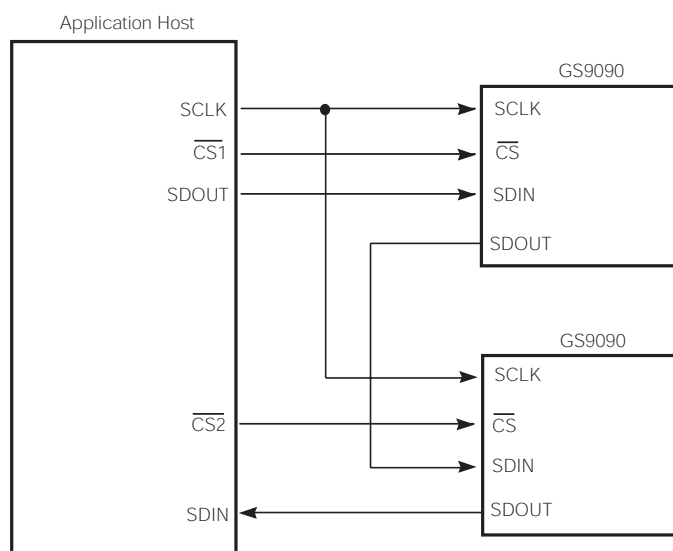 Application Host
GS9090
SCLK
SCLK
CS1
CS
SDOUT
SDIN
SDOUT
GS9090
SCLK
CS2
CS
SDIN
SDIN
SDOUT